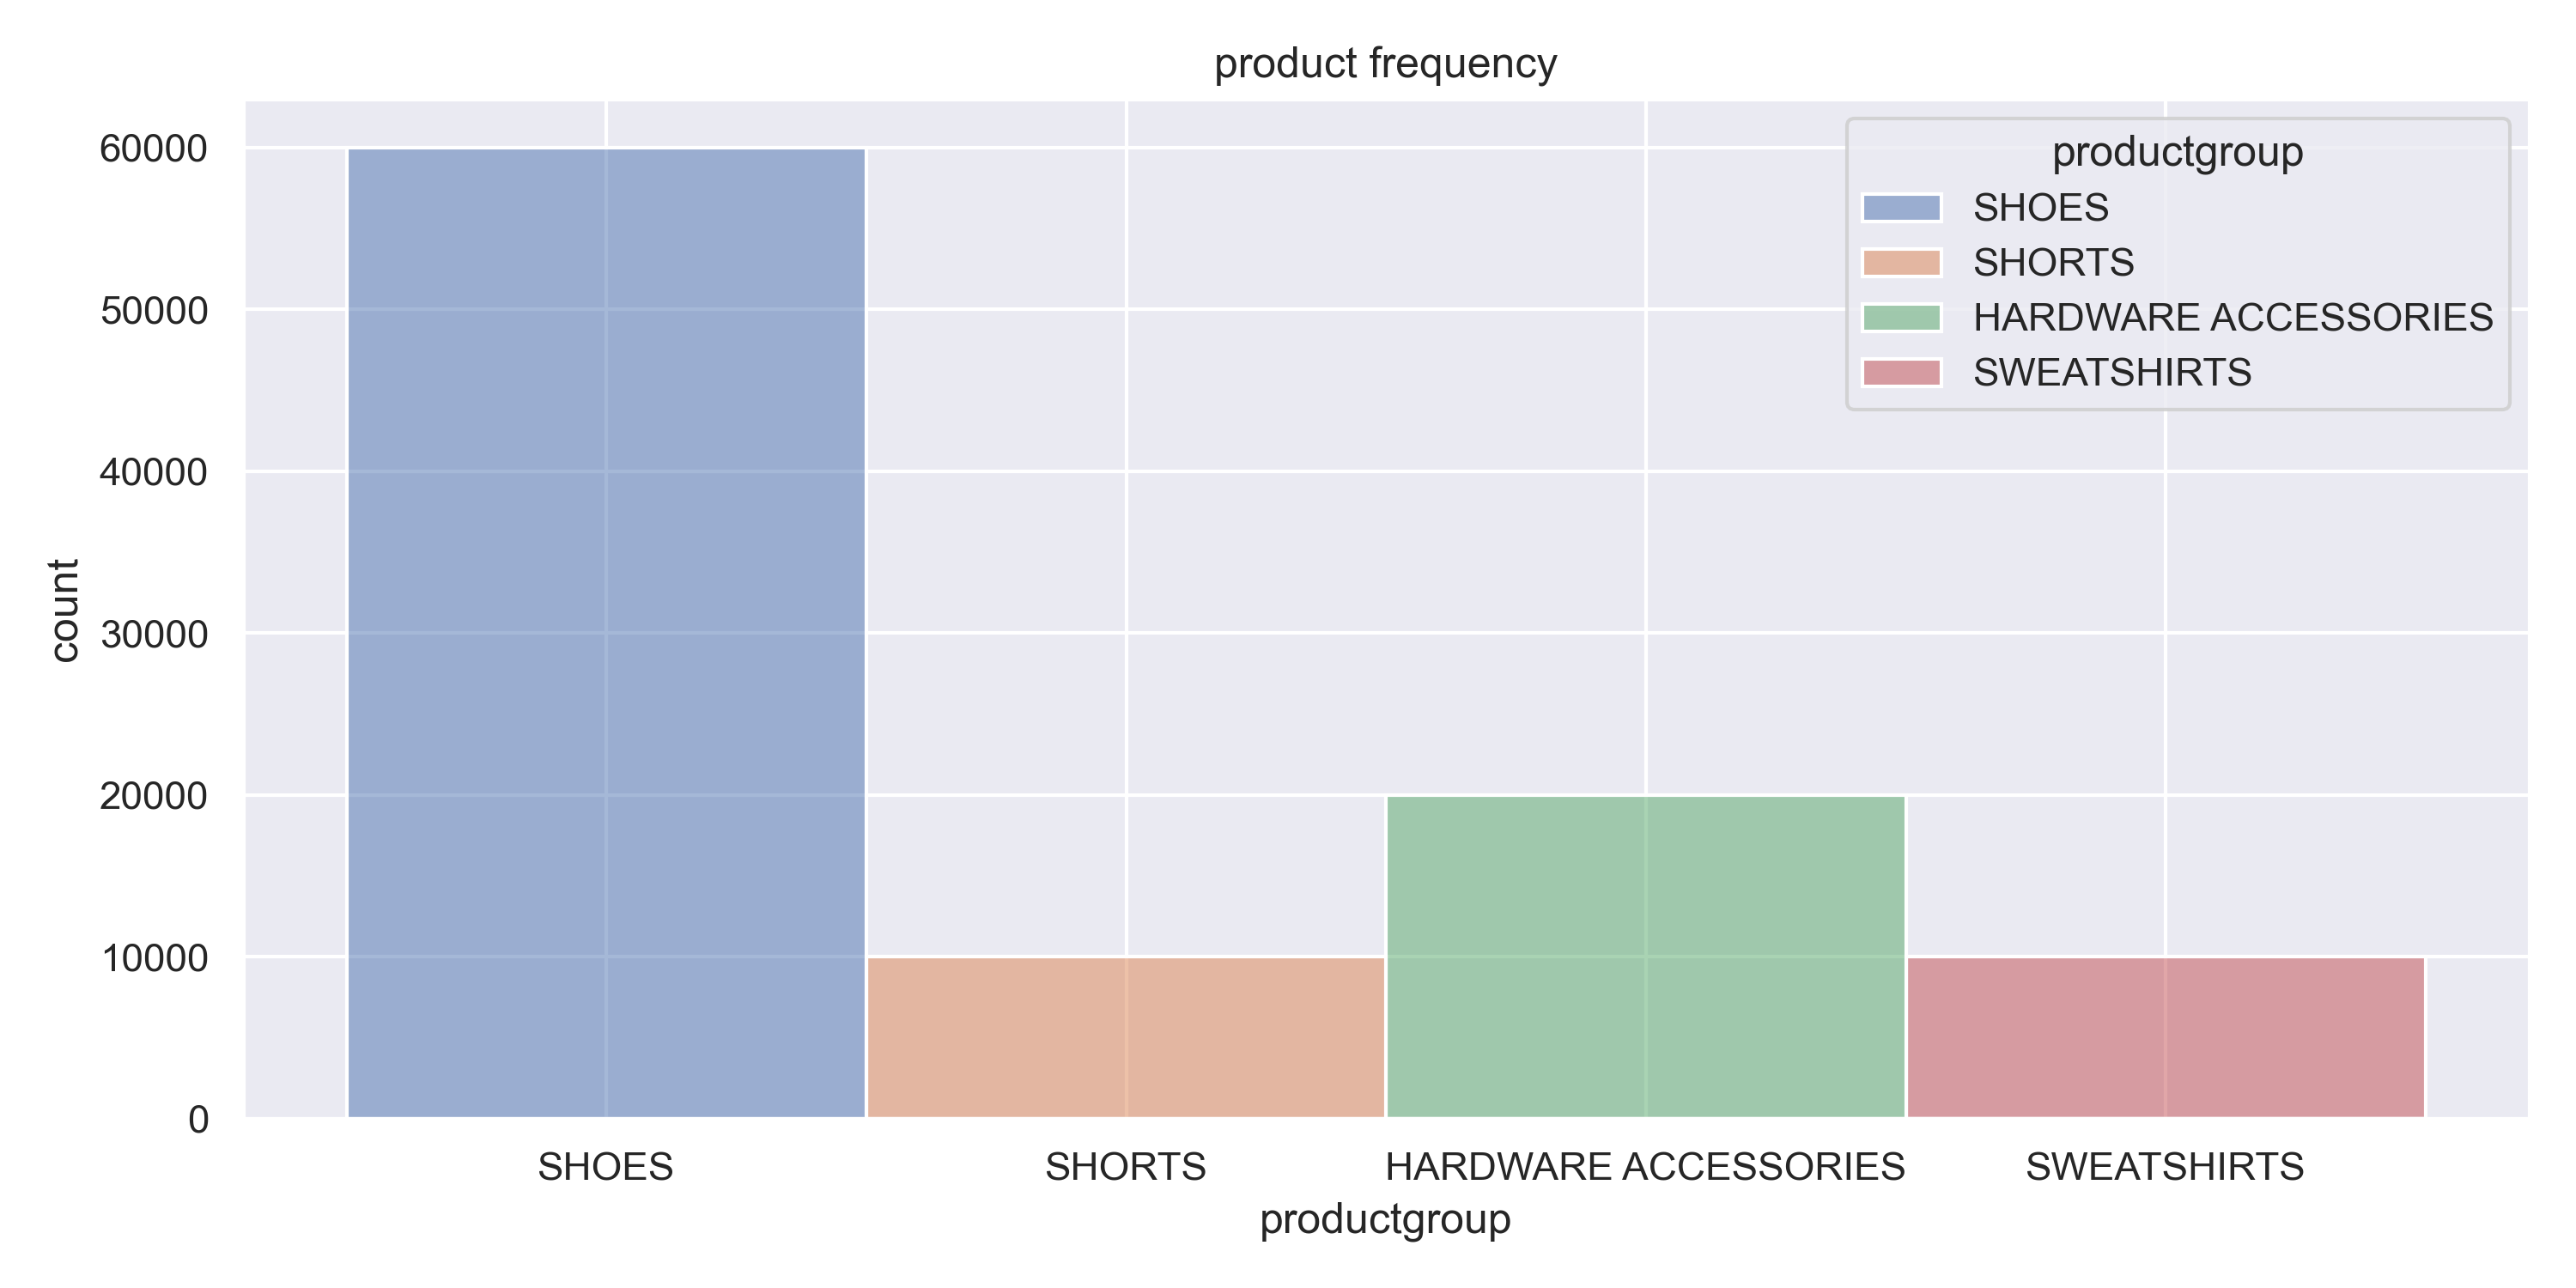 product frequency
60000
50000
40000
30000
20000
10000
0
count
productgroup
SHOES
SHORTS
HARDWARE ACCESSORIES
SWEATSHIRTS
SHOES SHORTS HARDWARE ACCESSORIES SWEATSHIRTS
productgroup